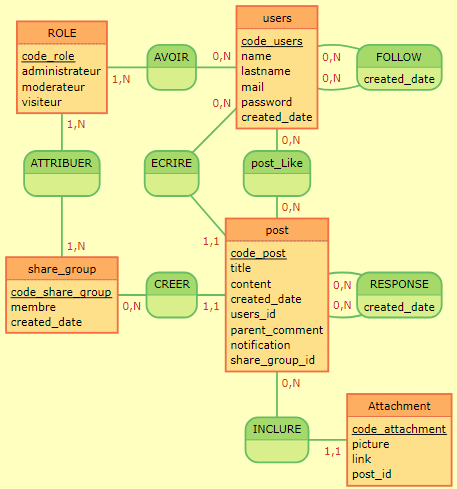 ROLE
code_role
administrateur
moderateur
visiteur
1,N
1,N
AVOIR
0,N
users
code_users
name
lastname
mail
password
created_date
0,N
0,N
0,N
0,N
FOLLOW
created_date
ATTRIBUER
1,N
ECRIRE
1,1
post_Like
0,N
share_group
code_share_group
membre
created_date
0,N
CREER
1,1
post
code_post
title
content
created_date
users_id
parent_comment
notification
share_group_id
0,N
0,N
0,N
RESPONSE
created_date
INCLURE
1,1
Attachment
code_attachment
picture
link
post_id